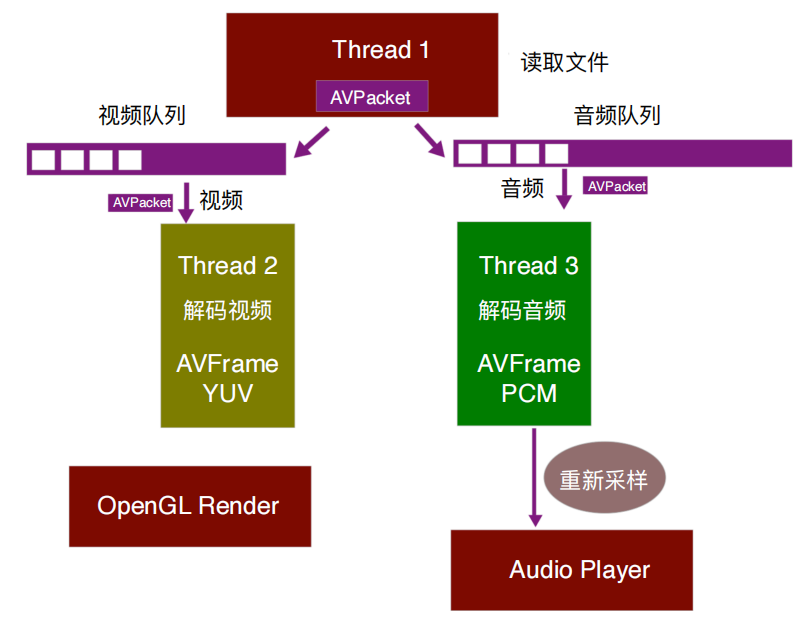 Thread 1
AVPacket
读取文件
视频队列
音频队列
AVPacket
视频
音频
AVPacket
Thread 2
解码视频
AVFrame
YUV
Thread 3
解码音频
AVFrame
PCM
重新采样
OpenGL Render
Audio Player